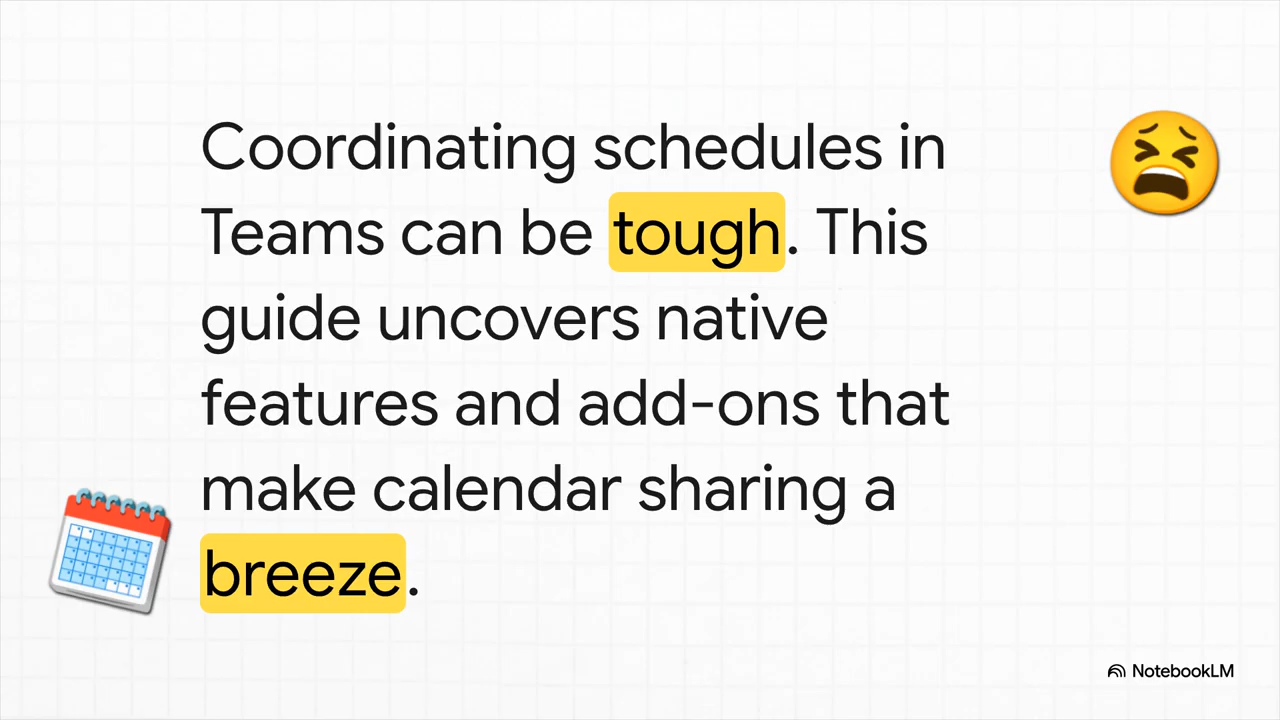 Coordinating schedules in
Teams can be tough. This
guide uncovers native
features and add-ons that
make calendar sharing a
breeze.
NotebookLM